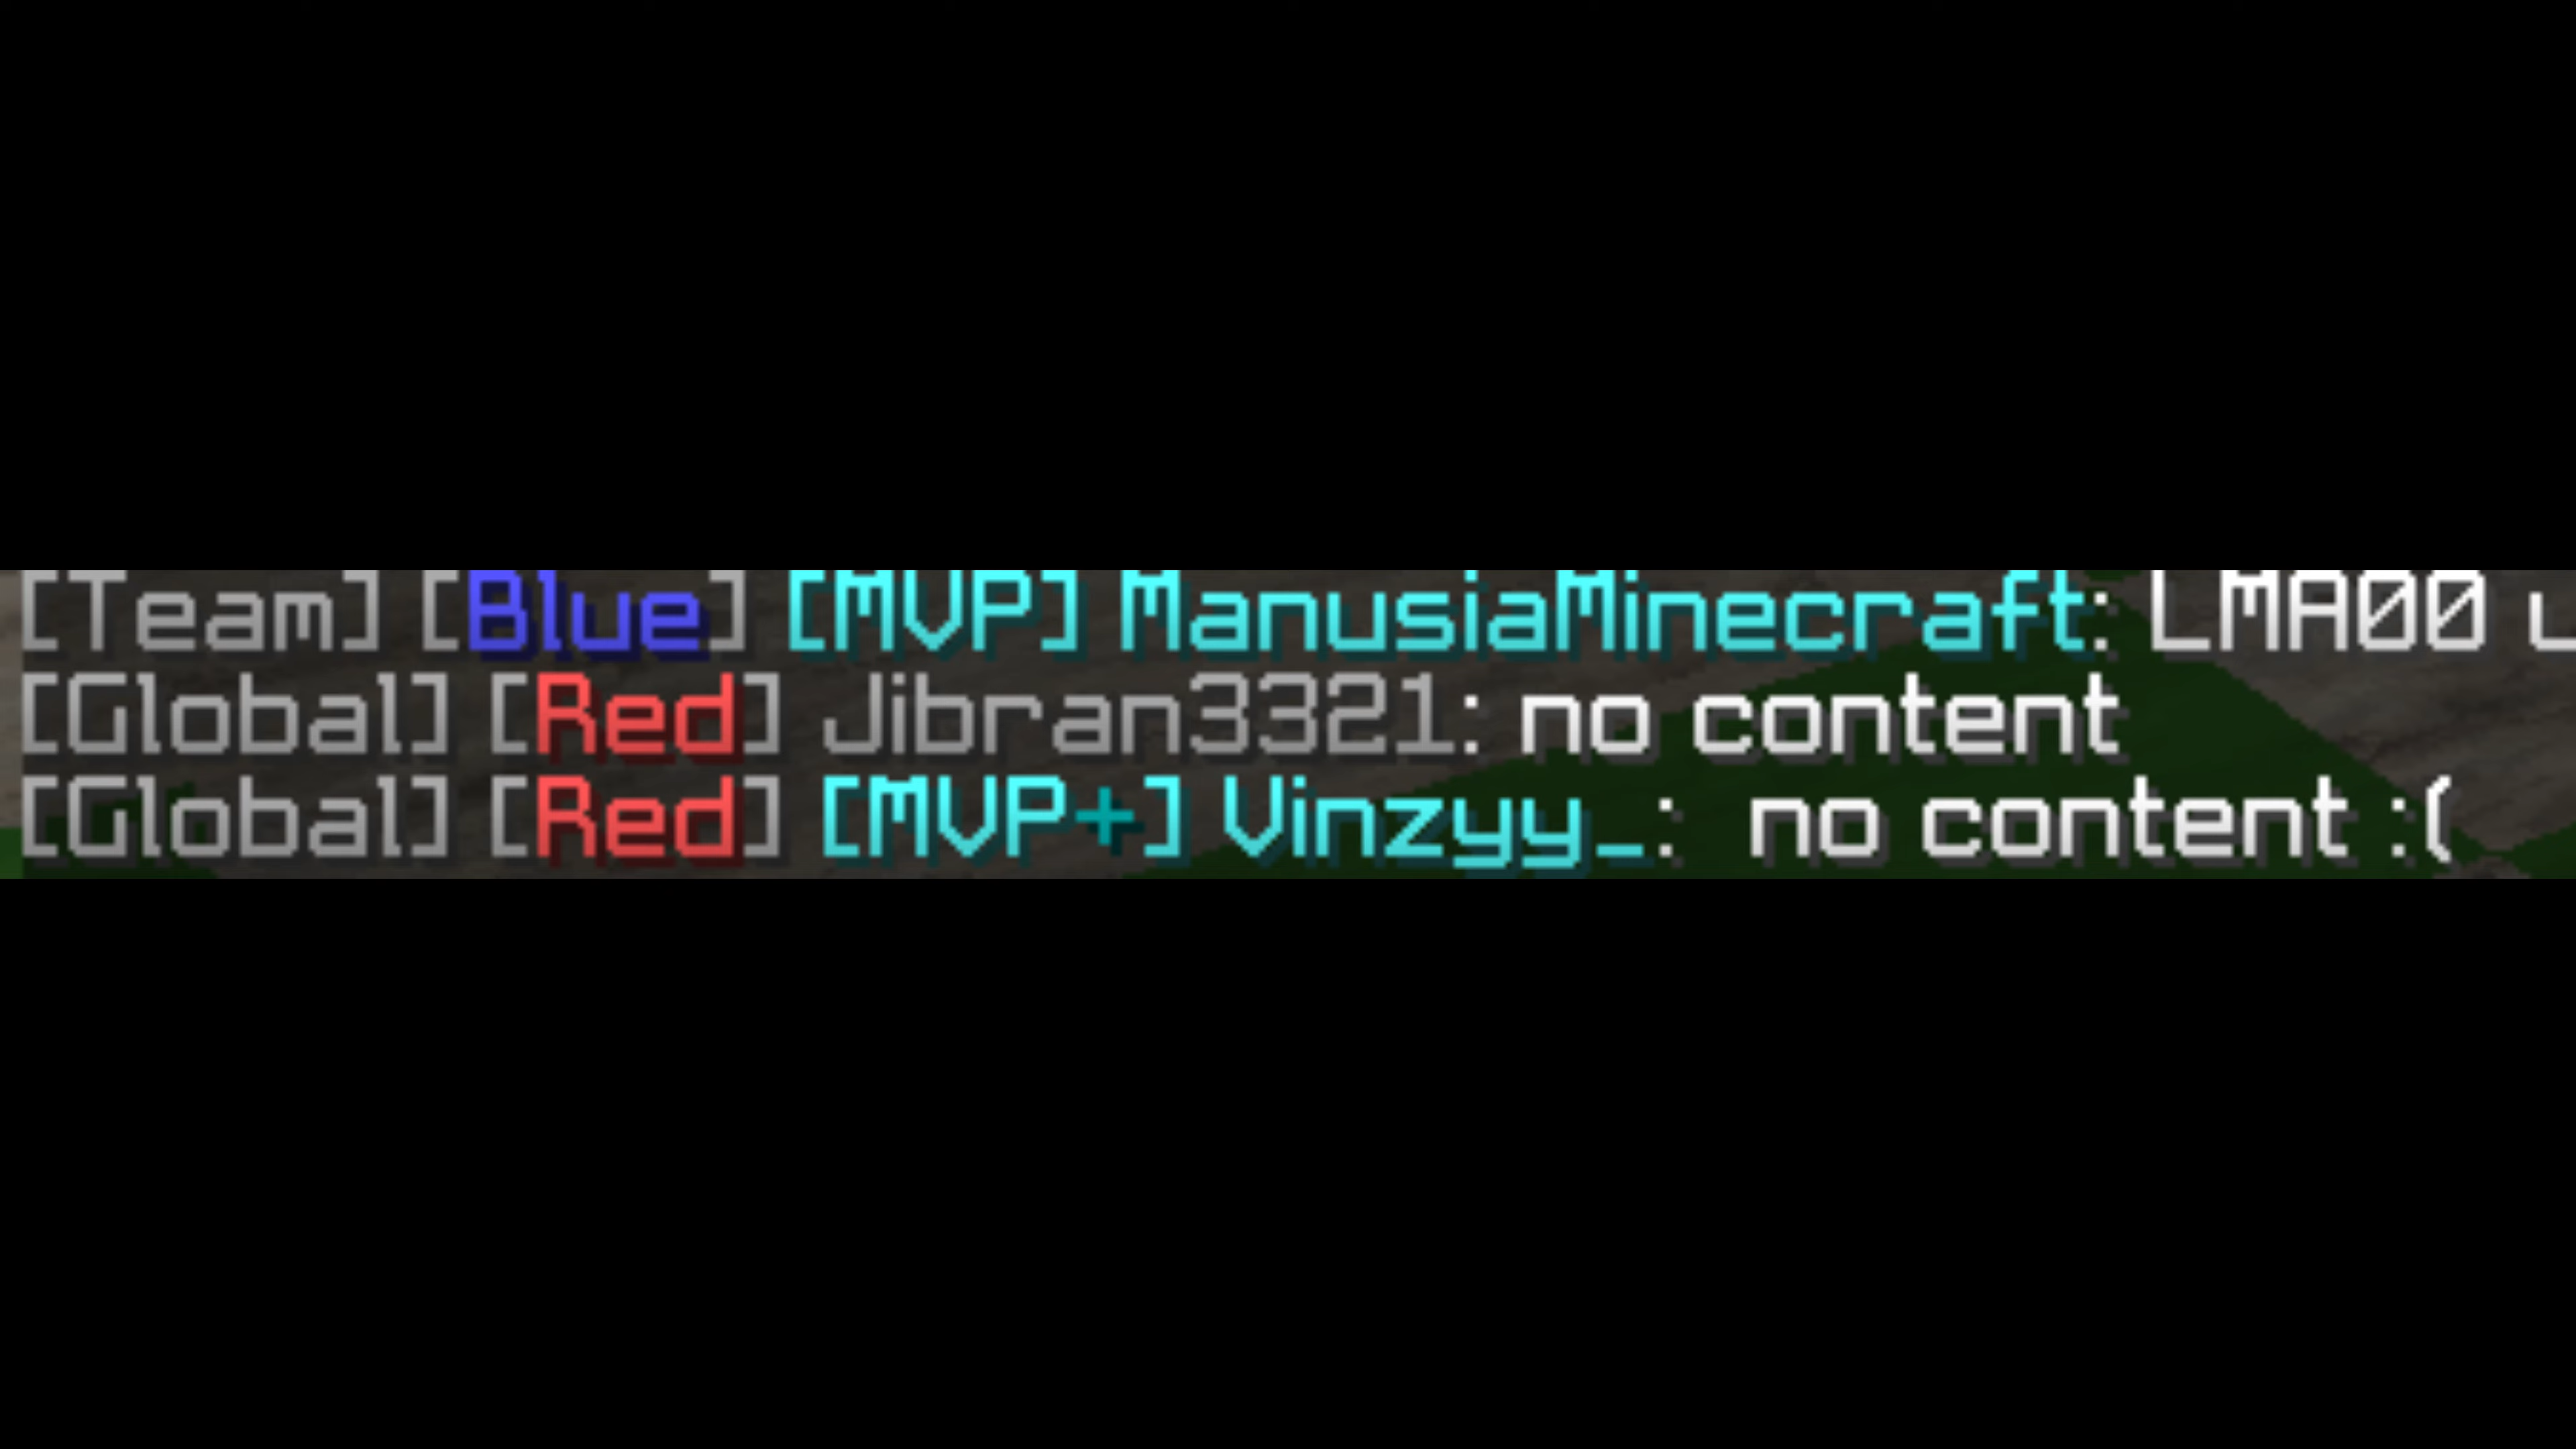 [Team] [Blue] [MVP] ManusiaMinecraft: LMA00
[Global] [Red] Jibran3321: no content
[Global] [Red] [MVP+] Vinzyy_: no content :(